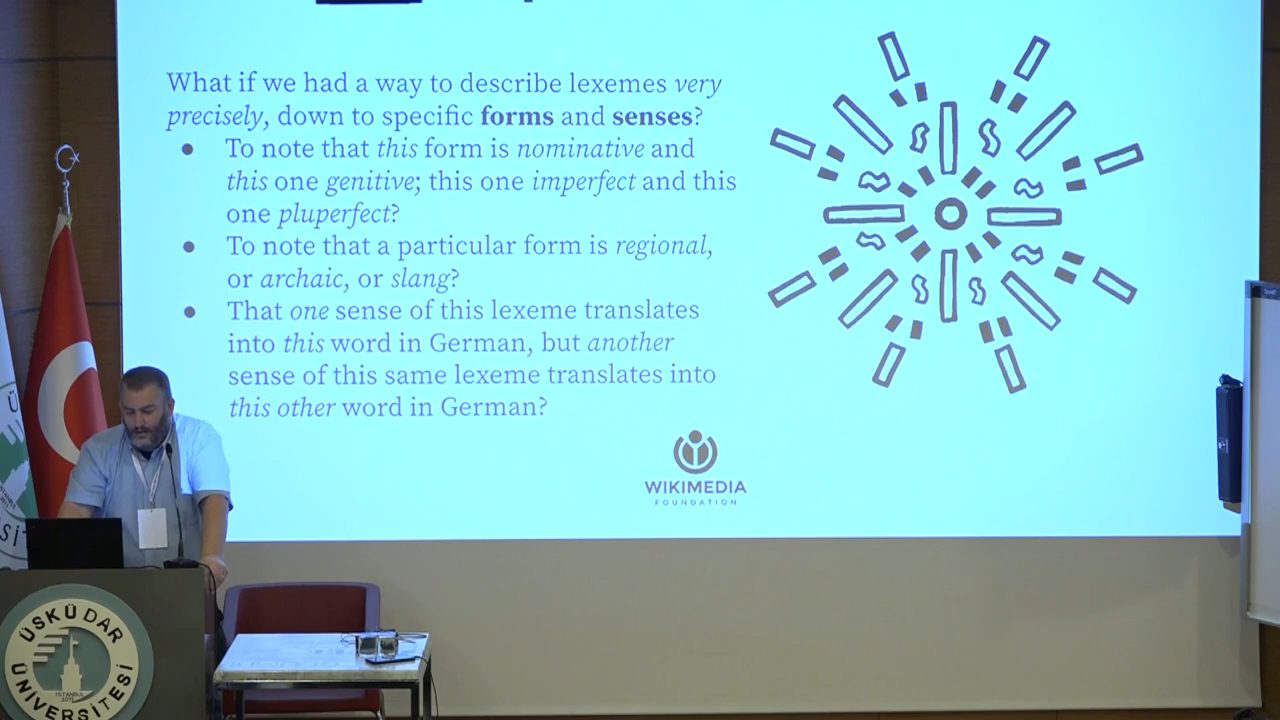 What if we had a way to describe lexemes very
precisely, down to specific forms and senses?
● To note that this form is nominative and
this one genitive; this one imperfect and this
one pluperfect?
● To note that a particular form is regional,
or archaic, or slang?
● That one sense of this lexeme translates
into this word in German, but another
sense of this same lexeme translates into
this other word in German?
WIKIMEDIA
FOUNDATION
ÜSKÜDAR
ÜNİVERSİTESİ
İSTANBUL
2011